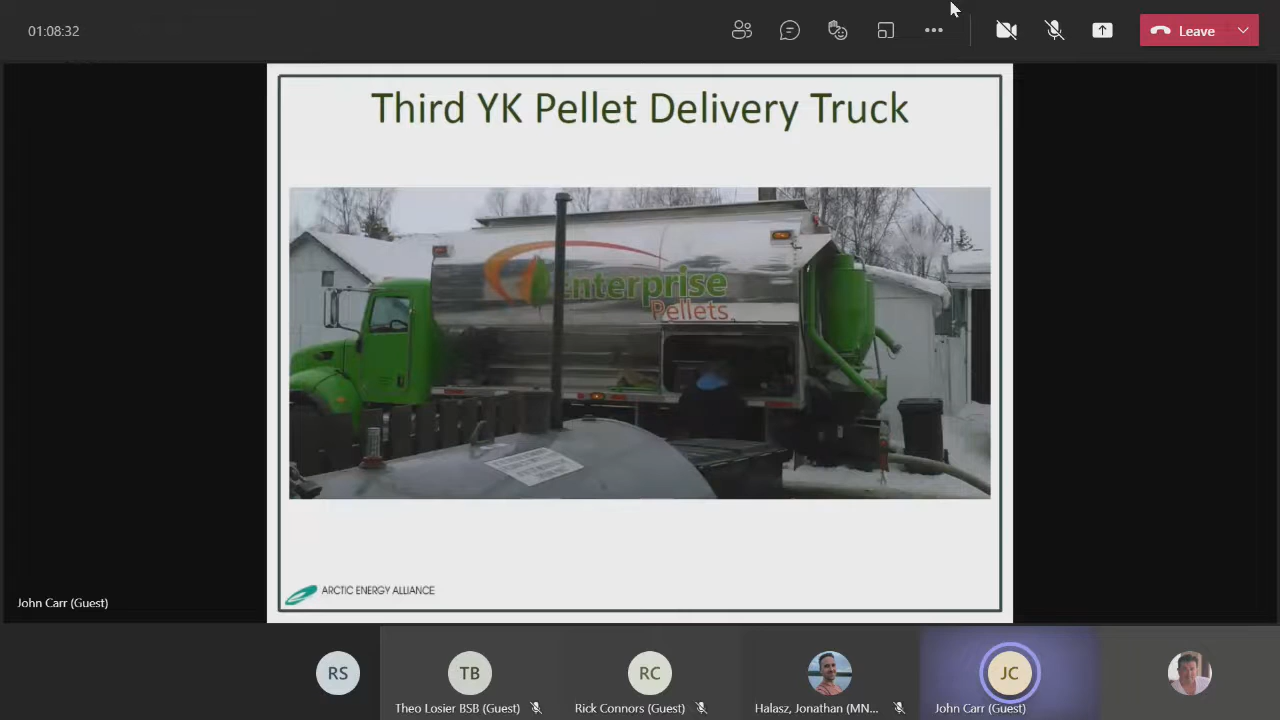 01:08:32
Leave
Third YK Pellet Delivery Truck
enterprise
Pellets
ARCTIC ENERGY ALLIANCE
John Carr (Guest)
RS
TB
RC
JC
Theo Losier BSB (Guest)
Rick Connors (Guest)
Halasz, Jonathan (MN...
John Carr (Guest)